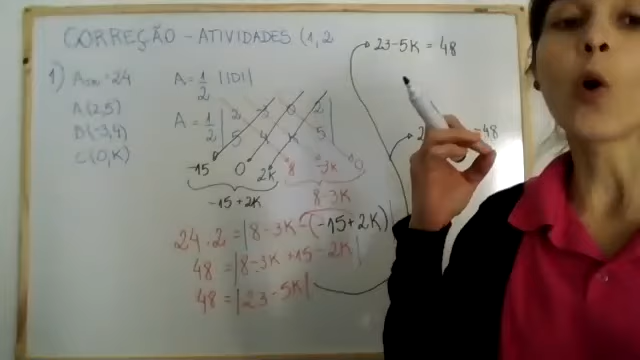 CORREÇÃO - ATIVIDADES (1, 2
1) = 24
A = 1/2 |D|
23 - 5K = 48
A(2,5)
B(-3,4)
C(0,K)
A = 1/2 | 2 -3 0 2 |
5 4 K 5
= 48
-15 0 2K 8 -3K 0
-15 + 2K
8-3K
24 . 2 = |8 - 3K - (-15 + 2K)|
48 = |8 - 3K + 15 - 2K|
48 = |23 - 5K|